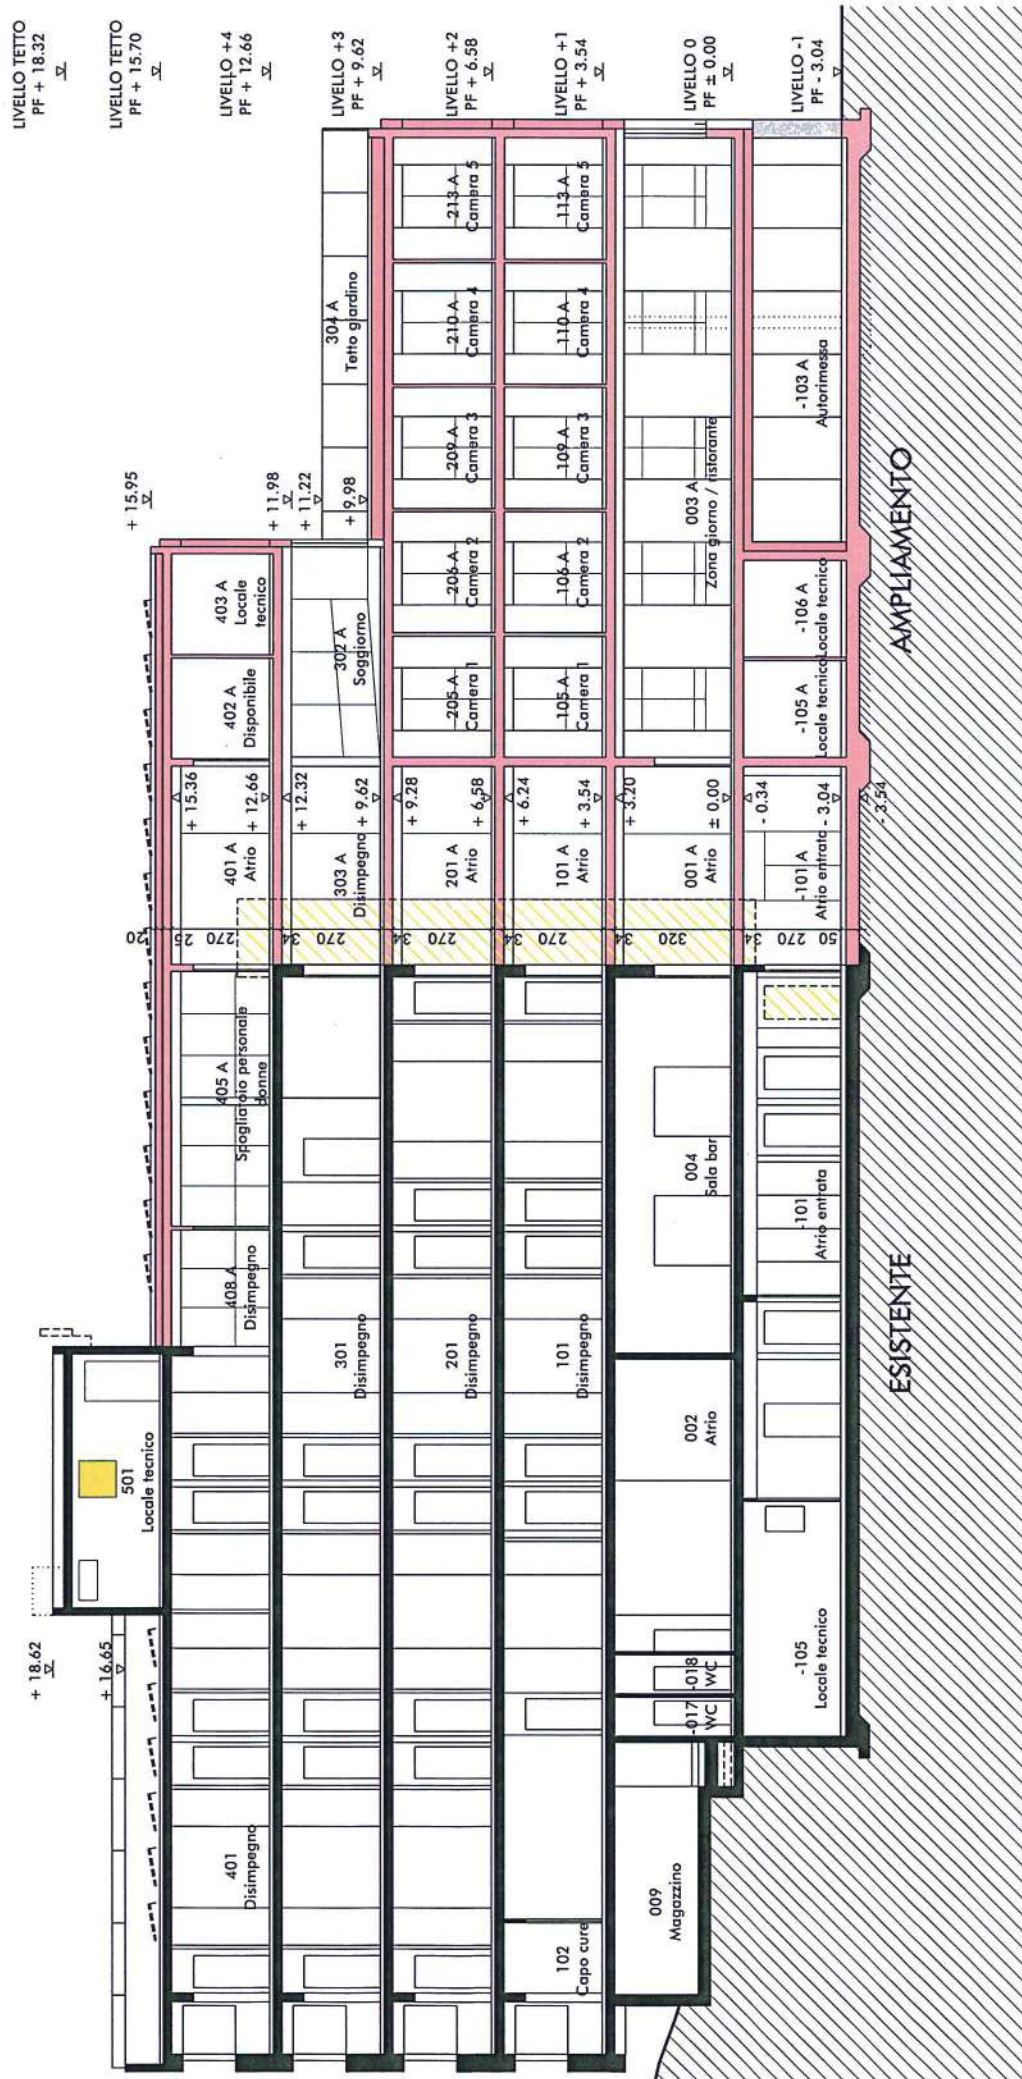 LIVELLO TETTO
PF + 18.32
LIVELLO TETTO
PF + 15.70
LIVELLO +4
PF + 12.66
LIVELLO +3
PF + 9.62
LIVELLO +2
PF + 6.58
LIVELLO +1
PF + 3.54
LIVELLO 0
PF ± 0.00
LIVELLO -1
PF - 3.04
+ 18.62
+ 16.65
+ 15.95
+ 11.98
+ 11.22
+ 9.98
501
Locale tecnico
401
Disimpegno
408 A
Disimpegno
405 A
Spogliatoio personale
donne
401 A
Atrio
402 A
Disponibile
403 A
Locale
tecnico
301
Disimpegno
303 A
Disimpegno
302 A
Soggiorno
304 A
Tetto giardino
201
Disimpegno
201 A
Atrio
205 A
Camera 1
206 A
Camera 2
209 A
Camera 3
210 A
Camera 4
213 A
Camera 5
102
Capo cure
101
Disimpegno
101 A
Atrio
105 A
Camera 1
106 A
Camera 2
109 A
Camera 3
110 A
Camera 4
113 A
Camera 5
009
Magazzino
-017
WC
-018
WC
002
Atrio
004
Sala bar
001 A
Atrio
003 A
Zona giorno / ristorante
-105
Locale tecnico
-101
Atrio entrata
-101 A
Atrio entrata
-105 A
Locale tecnico
-106 A
Locale tecnico
-103 A
Autorimessa
20
25
270
34
270
34
270
34
270
34
320
34
270
50
+ 15.36
+ 12.66
+ 12.32
+ 9.62
+ 9.28
+ 6.58
+ 6.24
+ 3.54
+ 3.20
± 0.00
- 0.34
- 3.04
- 3.54
ESISTENTE
AMPLIAMENTO